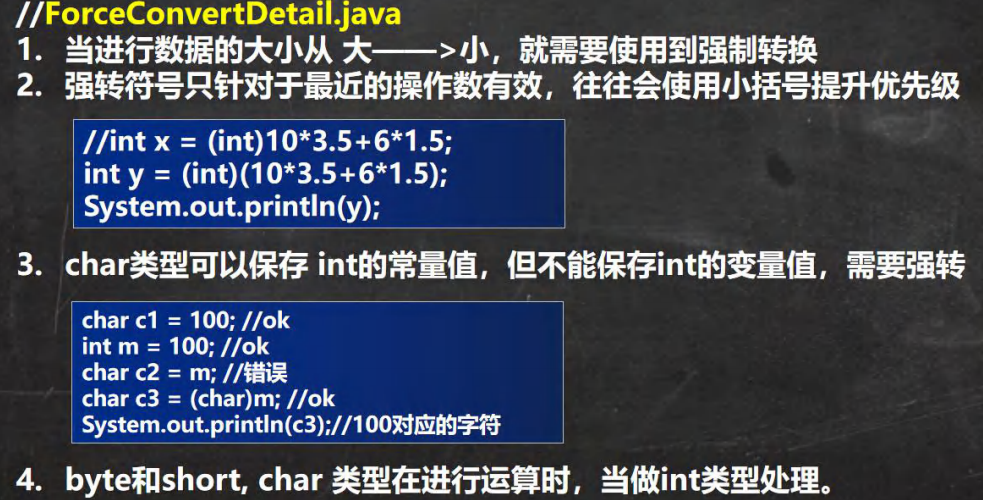 //ForceConvertDetail.java
1. 当进行数据的大小从 大——>小，就需要使用到强制转换
2. 强转符号只针对于最近的操作数有效，往往会使用小括号提升优先级
//int x = (int)10*3.5+6*1.5;
int y = (int)(10*3.5+6*1.5);
System.out.println(y);
3. char类型可以保存 int的常量值，但不能保存int的变量值，需要强转
char c1 = 100; //ok
int m = 100; //ok
char c2 = m; //错误
char c3 = (char)m; //ok
System.out.println(c3);//100对应的字符
4. byte和short, char 类型在进行运算时，当做int类型处理。